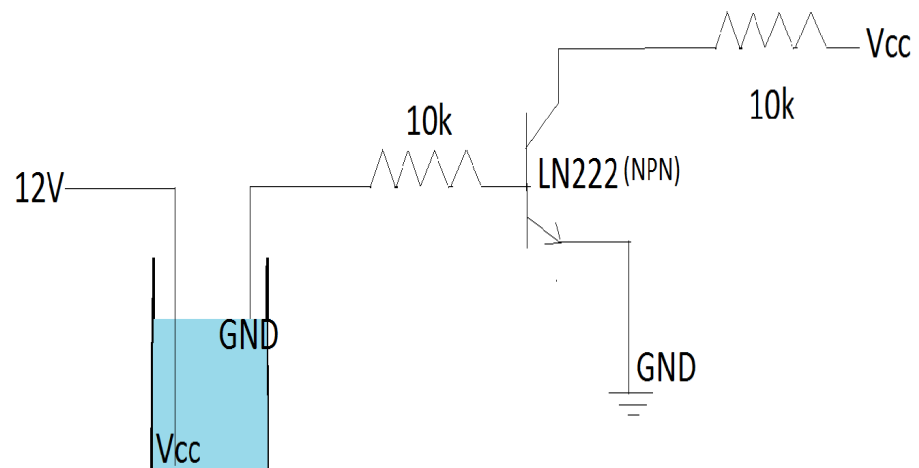 Vcc
10k
10k
LN222 (NPN)
12V
GND
GND
Vcc